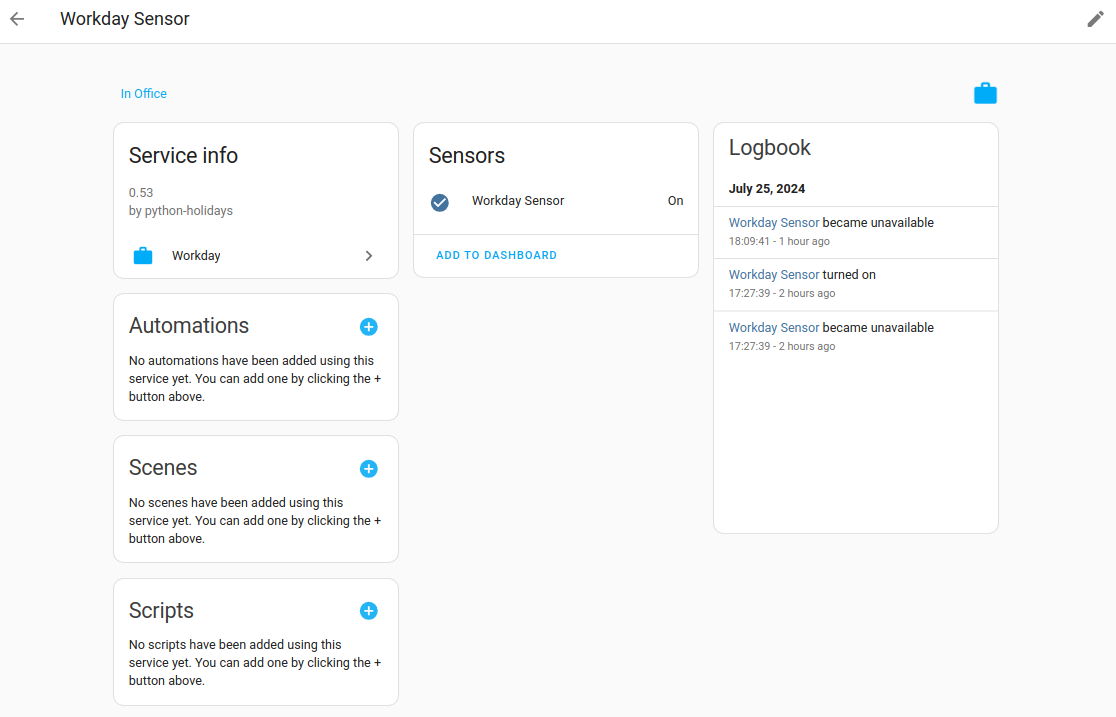 Workday Sensor
In Office
Service info
0.53
by python-holidays
Workday
Automations
No automations have been added using this
service yet. You can add one by clicking the +
button above.
Scenes
No scenes have been added using this
service yet. You can add one by clicking the +
button above.
Scripts
No scripts have been added using this
service yet. You can add one by clicking the +
button above.
Sensors
Workday Sensor On
ADD TO DASHBOARD
Logbook
July 25, 2024
Workday Sensor became unavailable
18:09:41 - 1 hour ago
Workday Sensor turned on
17:27:39 - 2 hours ago
Workday Sensor became unavailable
17:27:39 - 2 hours ago